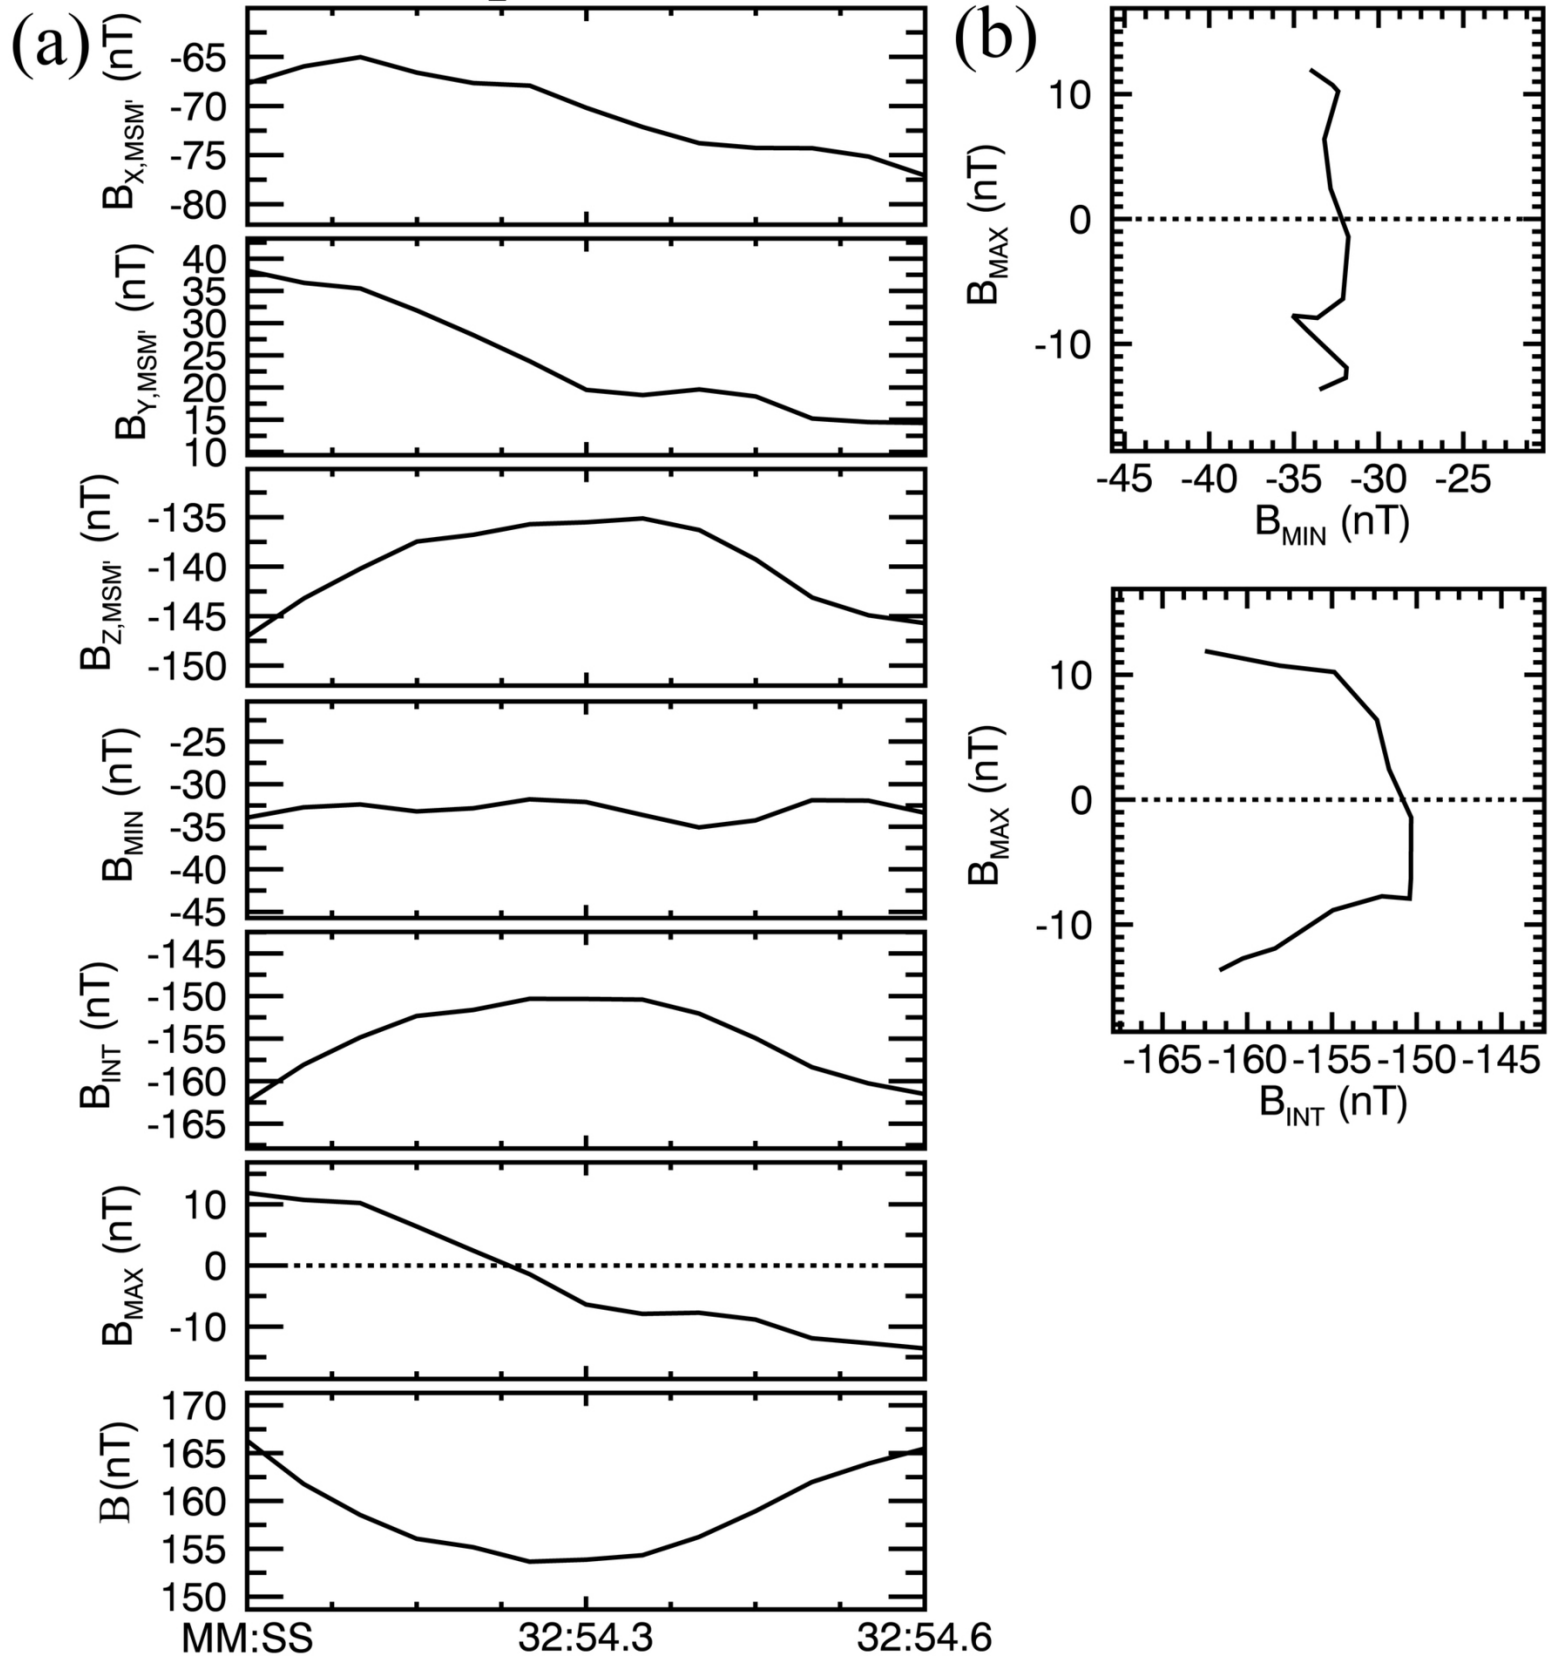 (a)
B_X,MSM' (nT)
-65
-70
-75
-80
B_Y,MSM' (nT)
40
35
30
25
20
15
10
B_Z,MSM' (nT)
-135
-140
-145
-150
B_MIN (nT)
-25
-30
-35
-40
-45
B_INT (nT)
-145
-150
-155
-160
-165
B_MAX (nT)
10
0
-10
B(nT)
170
165
160
155
150
MM:SS 32:54.3 32:54.6
(b)
B_MAX (nT)
10
0
-10
-45 -40 -35 -30 -25
B_MIN (nT)
B_MAX (nT)
10
0
-10
-165 -160 -155 -150 -145
B_INT (nT)